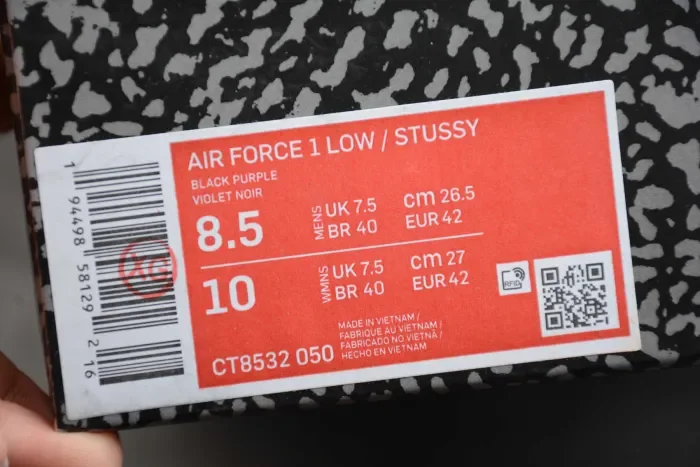 AIR FORCE 1 LOW / STUSSY
BLACK PURPLE
VIOLET NOIR
8.5
MENS
UK 7.5 cm 26.5
BR 40 EUR 42
10
WMNS
UK 7.5 cm 27
BR 40 EUR 42
RFID
CT8532 050
MADE IN VIETNAM /
FABRIQUE AU VIETNAM /
FABRICADO NO VIETNÃ /
HECHO EN VIETNAM
1 94498 58129 2 16
XG